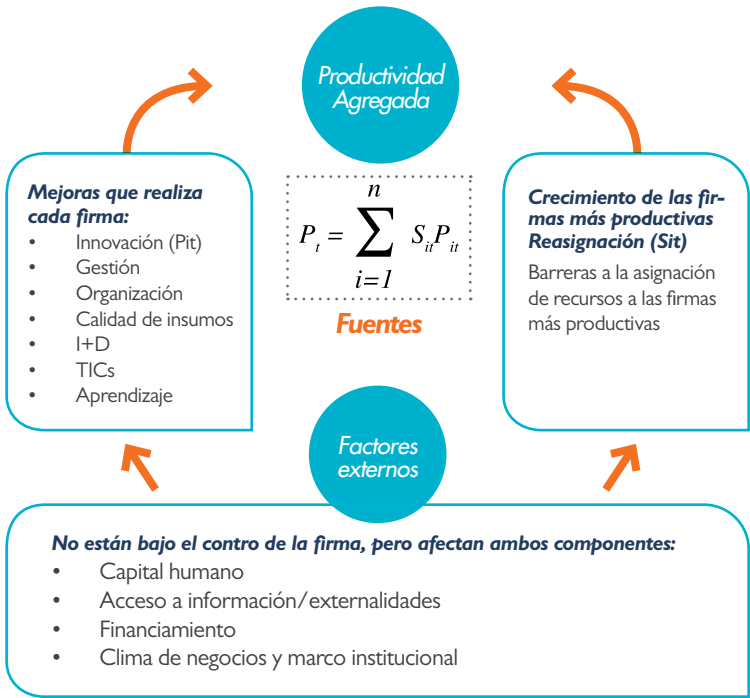 Productividad
Agregada
Mejoras que realiza
cada firma:
• Innovación (Pit)
• Gestión
• Organización
• Calidad de insumos
• I+D
• TICs
• Aprendizaje
n
P_t = ∑ S_it P_it
i=1
Fuentes
Crecimiento de las fir-
mas más productivas
Reasignación (Sit)
Barreras a la asignación
de recursos a las firmas
más productivas
Factores
externos
No están bajo el contro de la firma, pero afectan ambos componentes:
• Capital humano
• Acceso a información/externalidades
• Financiamiento
• Clima de negocios y marco institucional